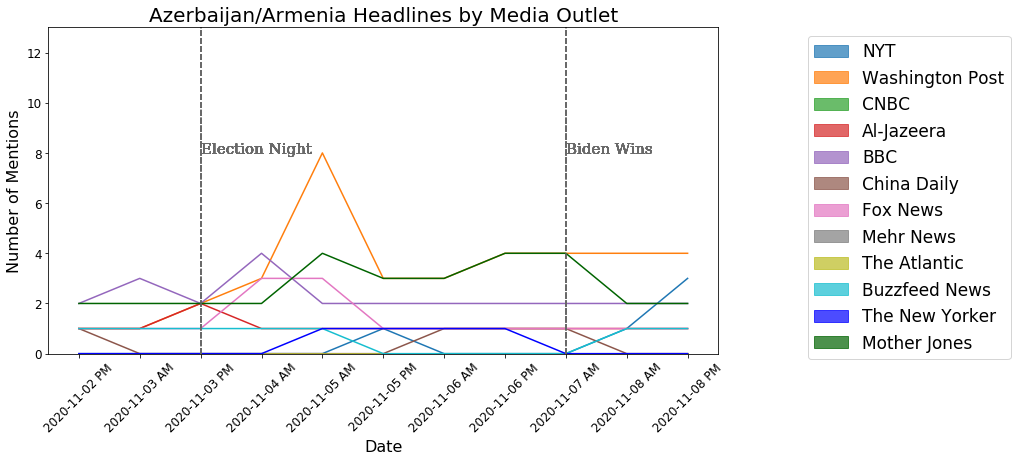 Azerbaijan/Armenia Headlines by Media Outlet
Number of Mentions
12
10
8
6
4
2
0
Election Night
Biden Wins
2020-11-02 PM
2020-11-03 AM
2020-11-03 PM
2020-11-04 AM
2020-11-05 AM
2020-11-05 PM
2020-11-06 AM
2020-11-06 PM
2020-11-07 AM
2020-11-08 AM
2020-11-08 PM
Date
NYT
Washington Post
CNBC
Al-Jazeera
BBC
China Daily
Fox News
Mehr News
The Atlantic
Buzzfeed News
The New Yorker
Mother Jones